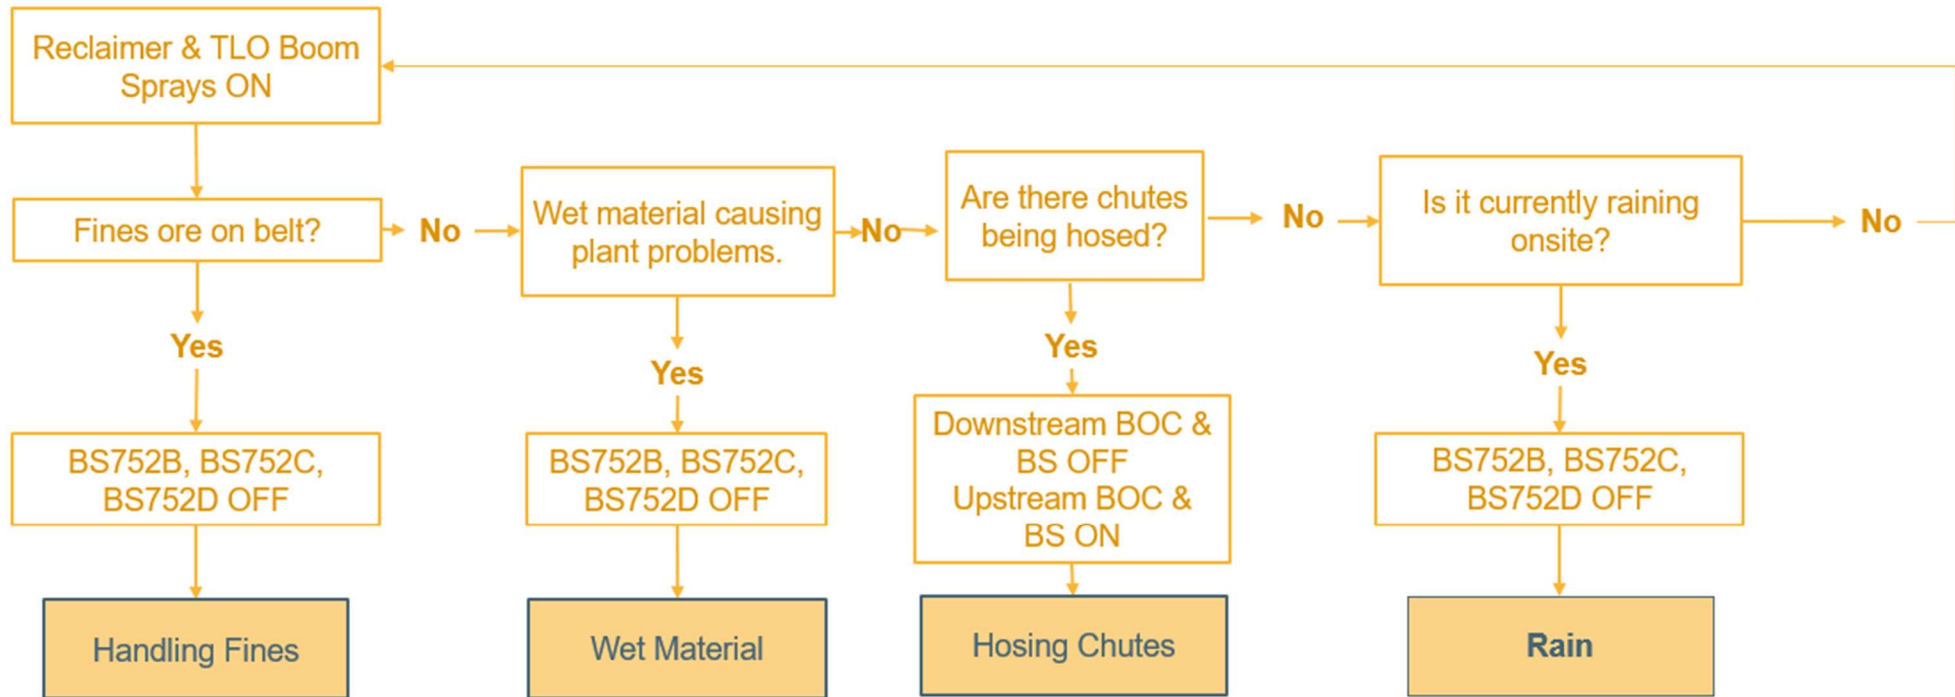 Reclaimer & TLO Boom
Sprays ON
Fines ore on belt?
No
Wet material causing
plant problems.
No
Are there chutes
being hosed?
No
Is it currently raining
onsite?
No
Yes
Yes
Yes
Yes
BS752B, BS752C,
BS752D OFF
BS752B, BS752C,
BS752D OFF
Downstream BOC &
BS OFF
Upstream BOC &
BS ON
BS752B, BS752C,
BS752D OFF
Handling Fines
Wet Material
Hosing Chutes
Rain